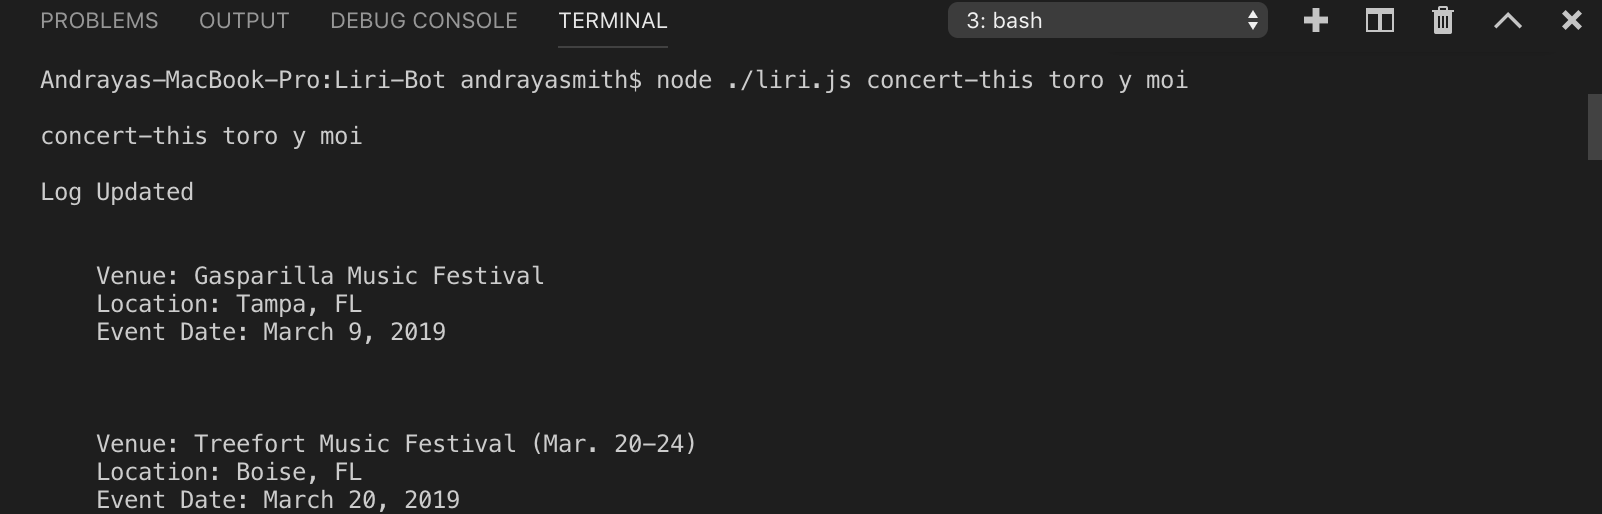 PROBLEMS OUTPUT DEBUG CONSOLE TERMINAL 3: bash
Andrayas-MacBook-Pro:Liri-Bot andrayasmith$ node ./liri.js concert-this toro y moi
concert-this toro y moi
Log Updated
Venue: Gasparilla Music Festival
Location: Tampa, FL
Event Date: March 9, 2019
Venue: Treefort Music Festival (Mar. 20-24)
Location: Boise, FL
Event Date: March 20, 2019